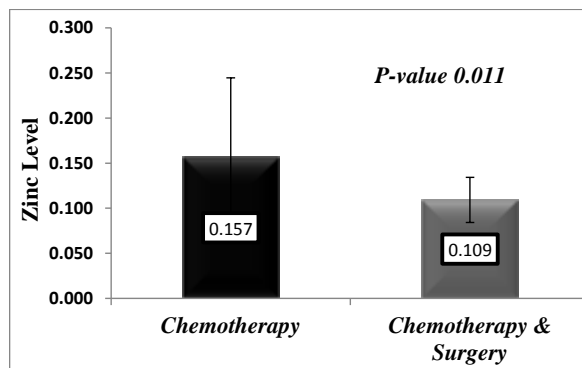 0.300
0.250
0.200
0.150
0.100
0.050
0.000
Zinc Level
P-value 0.011
0.157
0.109
Chemotherapy
Chemotherapy &
Surgery